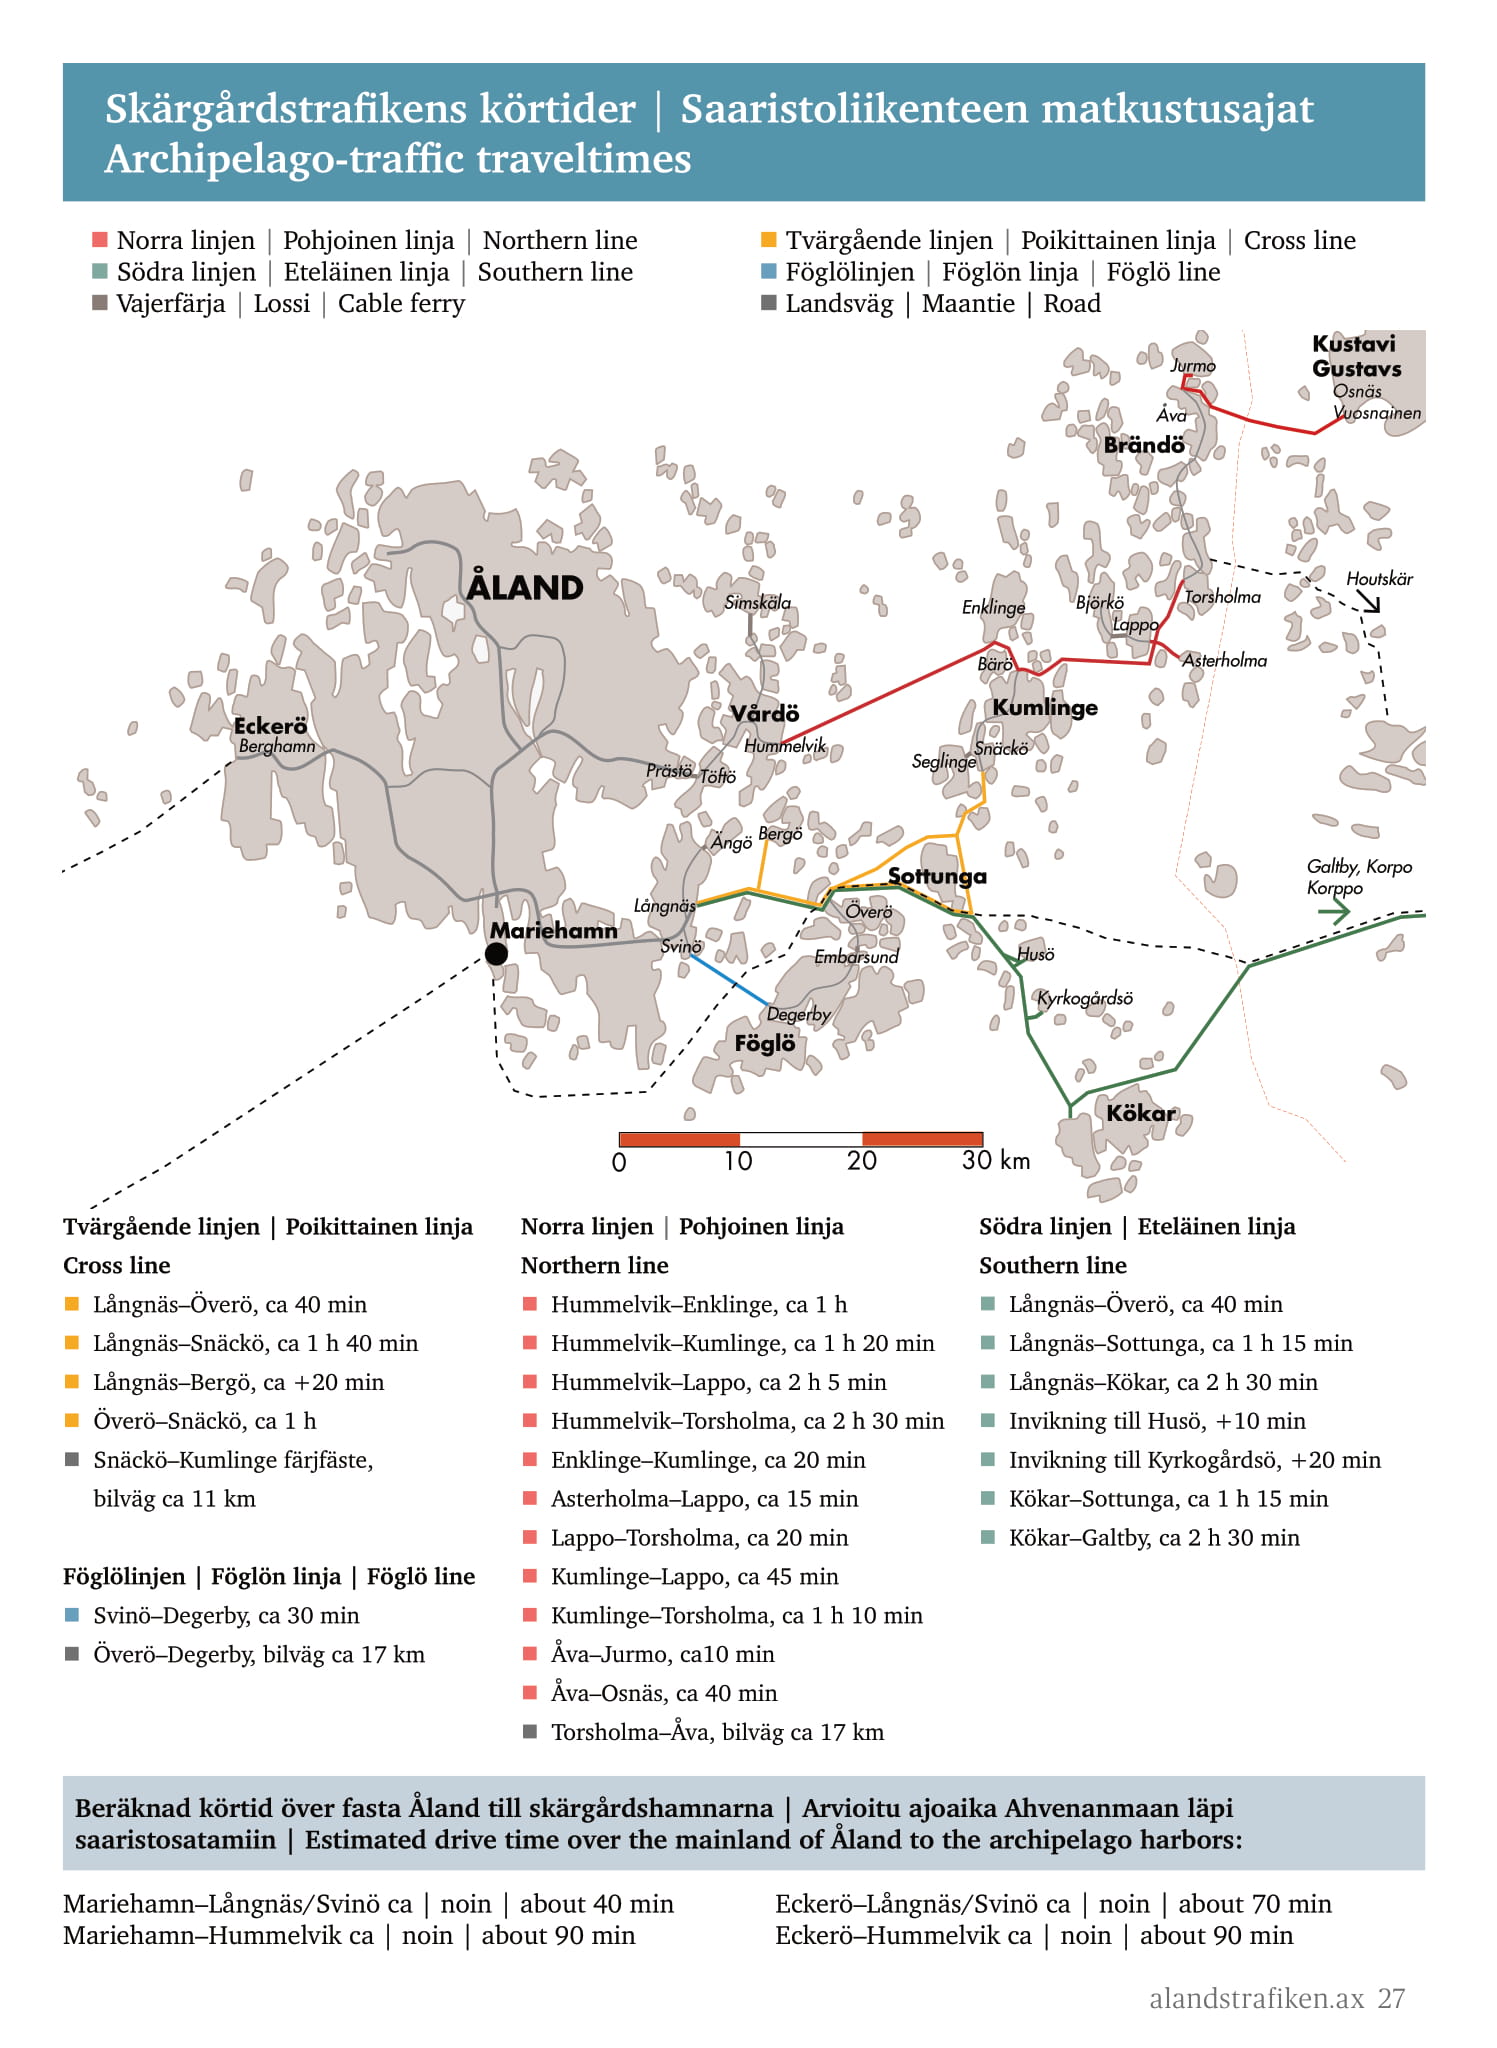 Skärgårdstrafikens körtider | Saaristoliikenteen matkustusajat
Archipelago-traffic traveltimes
Norra linjen | Pohjoinen linja | Northern line
Södra linjen | Eteläinen linja | Southern line
Vajerfärja | Lossi | Cable ferry
Tvärgående linjen | Poikittainen linja | Cross line
Föglölinjen | Föglön linja | Föglö line
Landsväg | Maantie | Road
Kustavi
Gustavs
Osnäs
Vuosnainen
Jurmo
Åva
Brändö
ÅLAND
Simskäla
Enklinge
Björkö
Lappo
Torsholma
Houtskär
Asterholma
Bärö
Kumlinge
Vårdö
Hummelvik
Eckerö
Berghamn
Prästö
Töftö
Snäckö
Seglinge
Ängö
Bergö
Sottunga
Galtby, Korpo
Korppo
Långnäs
Överö
Mariehamn
Svinö
Embarsund
Husö
Kyrkogårdsö
Degerby
Föglö
Kökar
0 10 20 30 km
Tvärgående linjen | Poikittainen linja
Cross line
Långnäs–Överö, ca 40 min
Långnäs–Snäckö, ca 1 h 40 min
Långnäs–Bergö, ca +20 min
Överö–Snäckö, ca 1 h
Snäckö–Kumlinge färjfäste,
bilväg ca 11 km
Föglölinjen | Föglön linja | Föglö line
Svinö–Degerby, ca 30 min
Överö–Degerby, bilväg ca 17 km
Norra linjen | Pohjoinen linja
Northern line
Hummelvik–Enklinge, ca 1 h
Hummelvik–Kumlinge, ca 1 h 20 min
Hummelvik–Lappo, ca 2 h 5 min
Hummelvik–Torsholma, ca 2 h 30 min
Enklinge–Kumlinge, ca 20 min
Asterholma–Lappo, ca 15 min
Lappo–Torsholma, ca 20 min
Kumlinge–Lappo, ca 45 min
Kumlinge–Torsholma, ca 1 h 10 min
Åva–Jurmo, ca10 min
Åva–Osnäs, ca 40 min
Torsholma–Åva, bilväg ca 17 km
Södra linjen | Eteläinen linja
Southern line
Långnäs–Överö, ca 40 min
Långnäs–Sottunga, ca 1 h 15 min
Långnäs–Kökar, ca 2 h 30 min
Invikning till Husö, +10 min
Invikning till Kyrkogårdsö, +20 min
Kökar–Sottunga, ca 1 h 15 min
Kökar–Galtby, ca 2 h 30 min
Beräknad körtid över fasta Åland till skärgårdshamnarna | Arvioitu ajoaika Ahvenanmaan läpi
saaristosatamiin | Estimated drive time over the mainland of Åland to the archipelago harbors:
Mariehamn–Långnäs/Svinö ca | noin | about 40 min
Mariehamn–Hummelvik ca | noin | about 90 min
Eckerö–Långnäs/Svinö ca | noin | about 70 min
Eckerö–Hummelvik ca | noin | about 90 min
alandstrafiken.ax 27